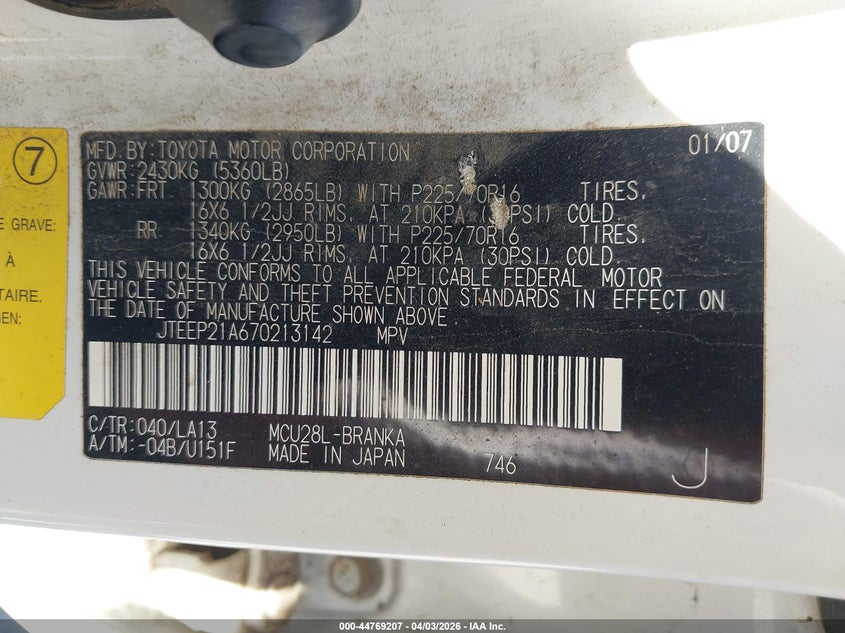 7
E GRAVE:
À
TAIRE.
GEN:
MFD. BY: TOYOTA MOTOR CORPORATION 01/07
GVWR: 2430KG (5360LB)
GAWR: FRT 1300KG (2865LB) WITH P225/70R16 TIRES,
16X6 1/2JJ RIMS, AT 210KPA (30PSI) COLD.
RR 1340KG (2950LB) WITH P225/70R16 TIRES,
16X6 1/2JJ RIMS, AT 210KPA (30PSI) COLD.
THIS VEHICLE CONFORMS TO ALL APPLICABLE FEDERAL MOTOR
VEHICLE SAFETY AND THEFT PREVENTION STANDARDS IN EFFECT ON
THE DATE OF MANUFACTURE SHOWN ABOVE.
JTEEP21A670213142 MPV
C/TR: 040/LA13 MCU28L-BRANKA
A/TM: -04B/U151F MADE IN JAPAN 746 J
000-44769207 - 04/03/2026 - IAA Inc.